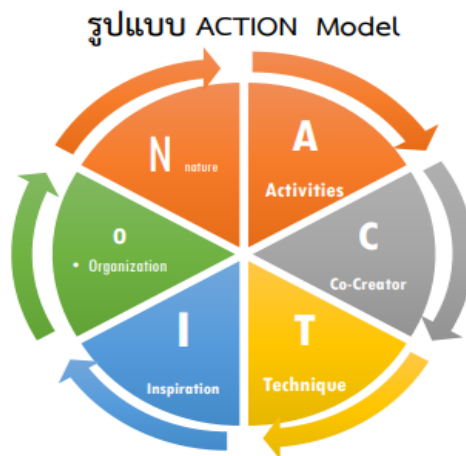 รูปแบบ ACTION Model
A
Activities
C
Co-Creator
T
Technique
I
Inspiration
o
• Organization
N nature